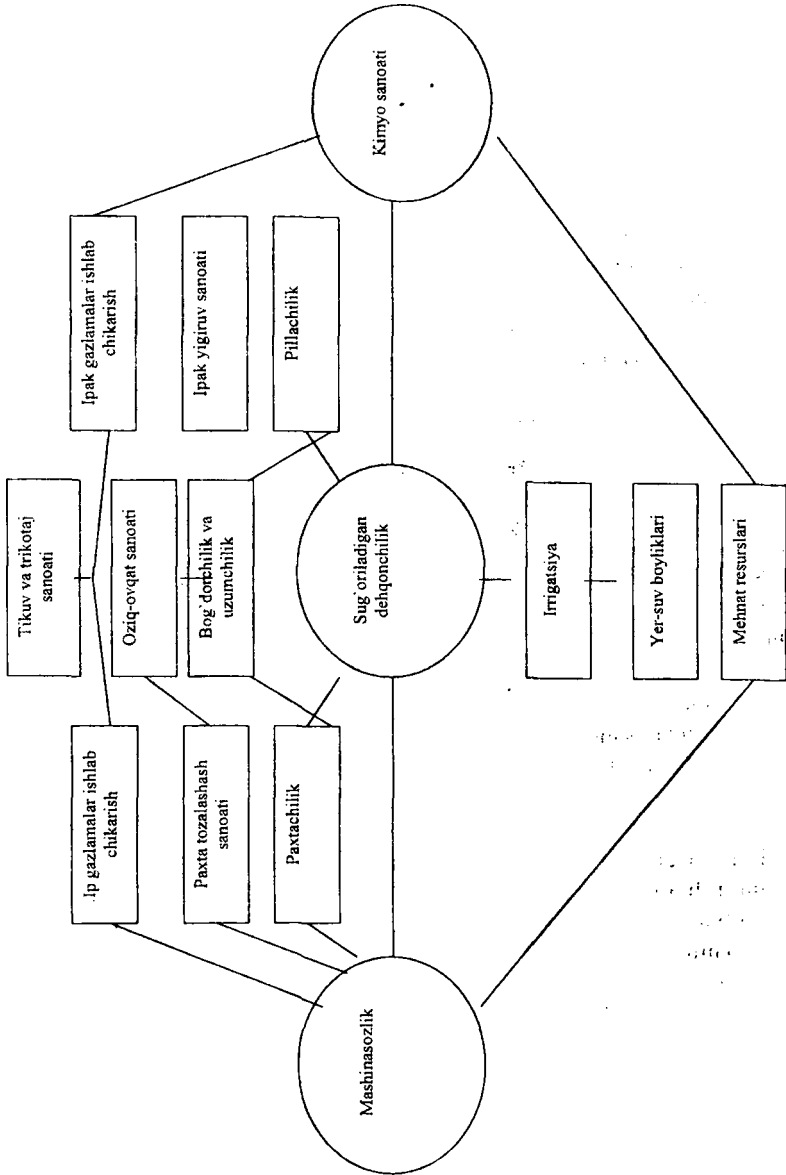 Tikuv va trikotaj
sanoati
.Ip gazlamalar ishlab
chikarish
Ipak gazlamalar ishlab
chikarish
Oziq-ovqat sanoati
Paxta tozalashash
sanoati
Ipak yigiruv sanoati
Bog`dorchilik va
uzumchilik
Paxtachilik
Pillachilik
Mashinasozlik
Sug`oriladigan
dehqonchilik
Kimyo sanoati
Irrigatsiya
Yer-suv boyliklari
Mehnat resurslari